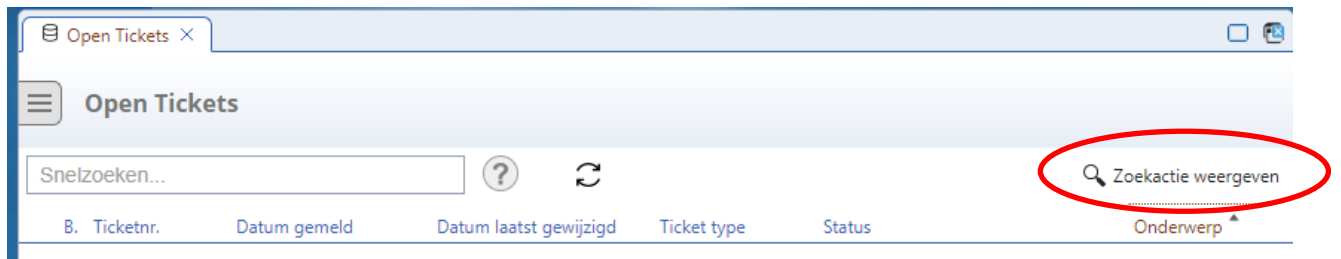 Open Tickets
Open Tickets
Snelzoeken... ? Zoekactie weergeven
B. Ticketnr. Datum gemeld Datum laatst gewijzigd Ticket type Status Onderwerp